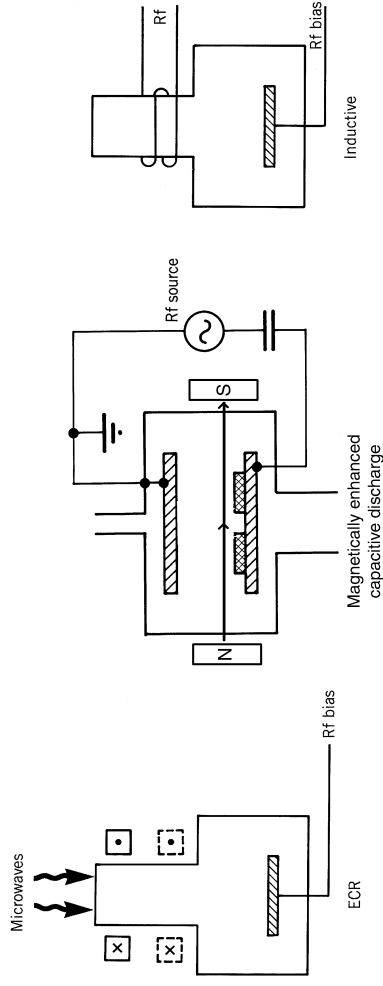 Microwaves
Rf bias
ECR
N
S
Rf source
Magnetically enhanced
capacitive discharge
Rf
Rf bias
Inductive